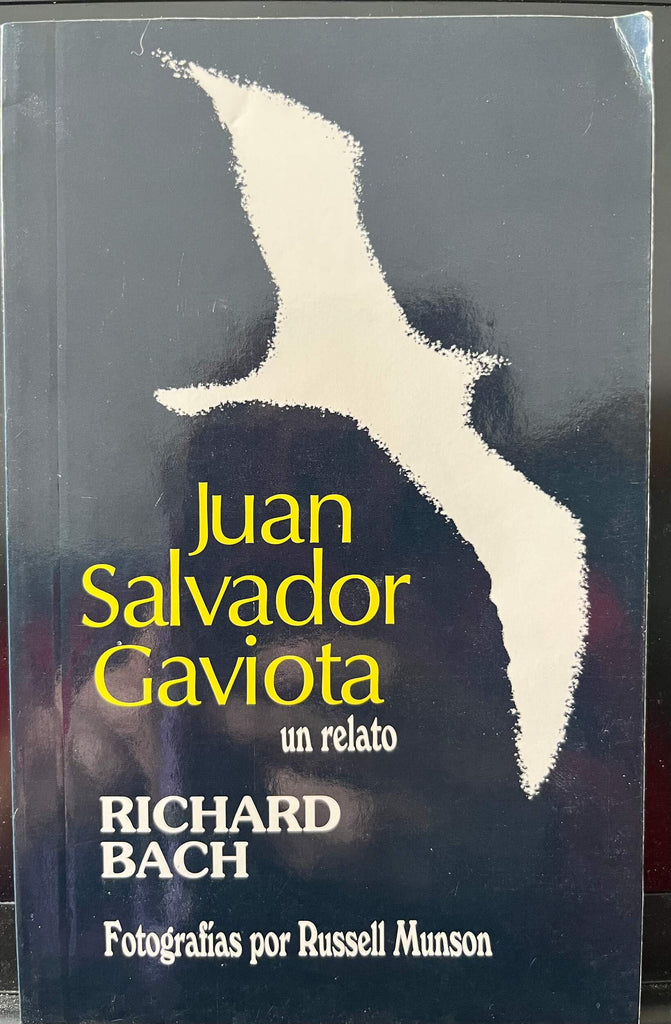 Juan
Salvador
Gaviota
un relato
RICHARD
BACH
Fotografías por Russell Munson